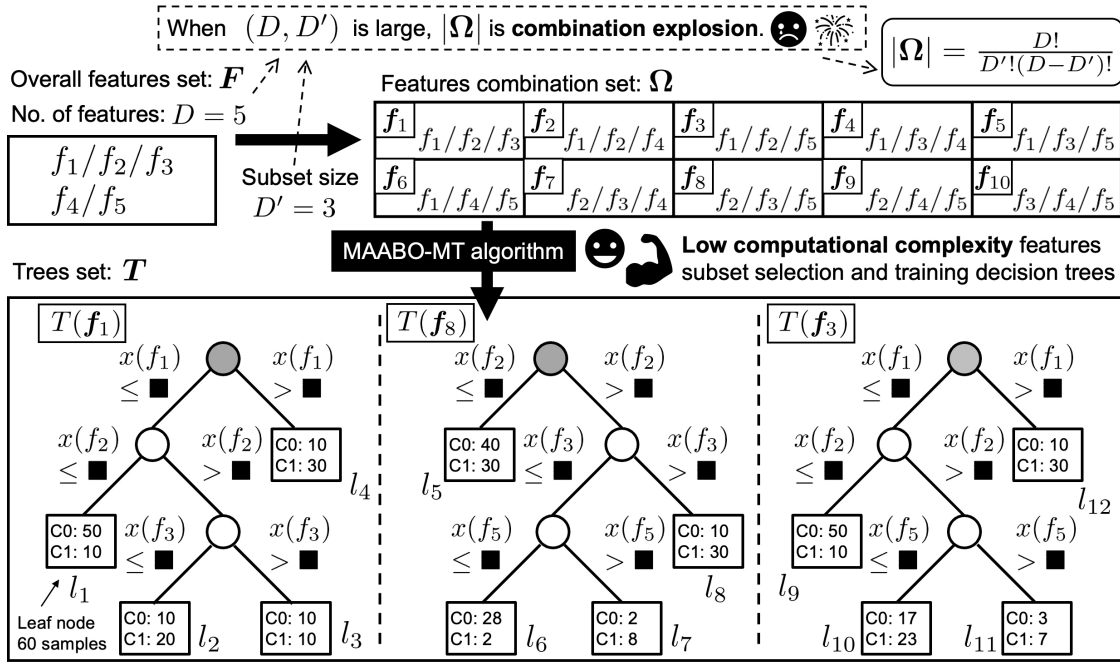 When (D, D′) is large, |Ω| is combination explosion.
|Ω| = D! / D′!(D−D′)!
Overall features set: F
No. of features: D = 5
f₁/f₂/f₃
f₄/f₅
Subset size
D′ = 3
Features combination set: Ω
f₁ f₁/f₂/f₃
f₂ f₁/f₂/f₄
f₃ f₁/f₂/f₅
f₄ f₁/f₃/f₄
f₅ f₁/f₃/f₅
f₆ f₁/f₄/f₅
f₇ f₂/f₃/f₄
f₈ f₂/f₃/f₅
f₉ f₂/f₄/f₅
f₁₀ f₃/f₄/f₅
MAABO-MT algorithm
Low computational complexity features
subset selection and training decision trees
Trees set: T
T(f₁)
x(f₁)
≤ ■
x(f₁)
> ■
x(f₂)
≤ ■
x(f₂)
> ■
C0: 10
C1: 30
l₄
C0: 50
C1: 10
l₁
x(f₃)
≤ ■
x(f₃)
> ■
Leaf node
60 samples
C0: 10
C1: 20
l₂
C0: 10
C1: 10
l₃
T(f₈)
x(f₂)
≤ ■
x(f₂)
> ■
C0: 40
C1: 30
l₅
x(f₃)
≤ ■
x(f₃)
> ■
x(f₅)
≤ ■
x(f₅)
> ■
C0: 10
C1: 30
l₈
C0: 28
C1: 2
l₆
C0: 2
C1: 8
l₇
T(f₃)
x(f₁)
≤ ■
x(f₁)
> ■
x(f₂)
≤ ■
x(f₂)
> ■
C0: 10
C1: 30
l₁₂
C0: 50
C1: 10
l₉
x(f₅)
≤ ■
x(f₅)
> ■
C0: 17
C1: 23
l₁₀
C0: 3
C1: 7
l₁₁